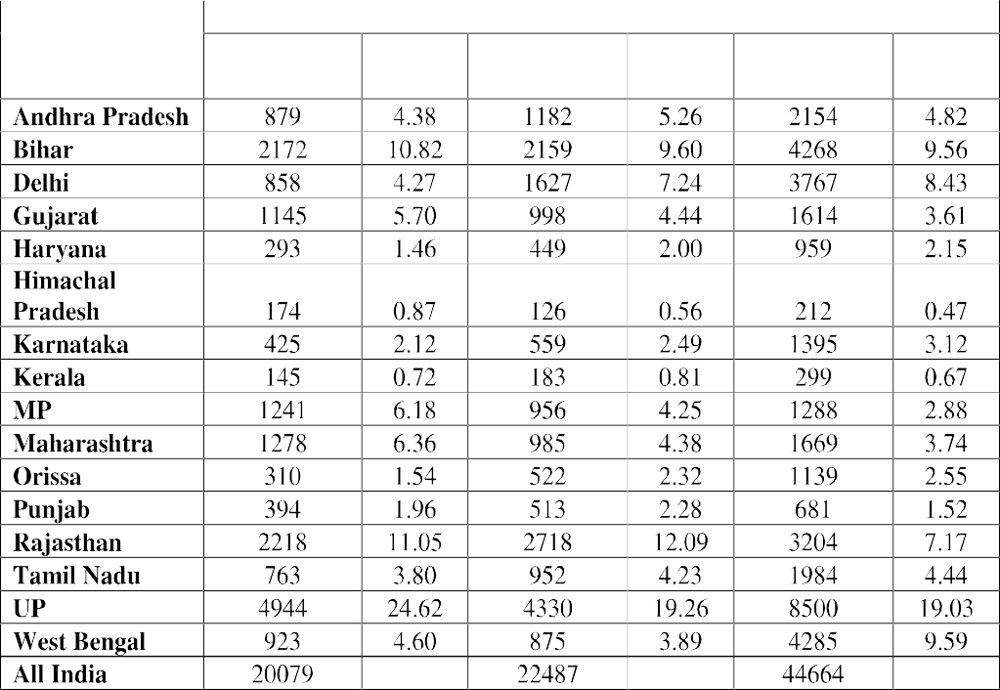 Andhra Pradesh 879 4.38 1182 5.26 2154 4.82
Bihar 2172 10.82 2159 9.60 4268 9.56
Delhi 858 4.27 1627 7.24 3767 8.43
Gujarat 1145 5.70 998 4.44 1614 3.61
Haryana 293 1.46 449 2.00 959 2.15
Himachal
Pradesh 174 0.87 126 0.56 212 0.47
Karnataka 425 2.12 559 2.49 1395 3.12
Kerala 145 0.72 183 0.81 299 0.67
MP 1241 6.18 956 4.25 1288 2.88
Maharashtra 1278 6.36 985 4.38 1669 3.74
Orissa 310 1.54 522 2.32 1139 2.55
Punjab 394 1.96 513 2.28 681 1.52
Rajasthan 2218 11.05 2718 12.09 3204 7.17
Tamil Nadu 763 3.80 952 4.23 1984 4.44
UP 4944 24.62 4330 19.26 8500 19.03
West Bengal 923 4.60 875 3.89 4285 9.59
All India 20079 22487 44664